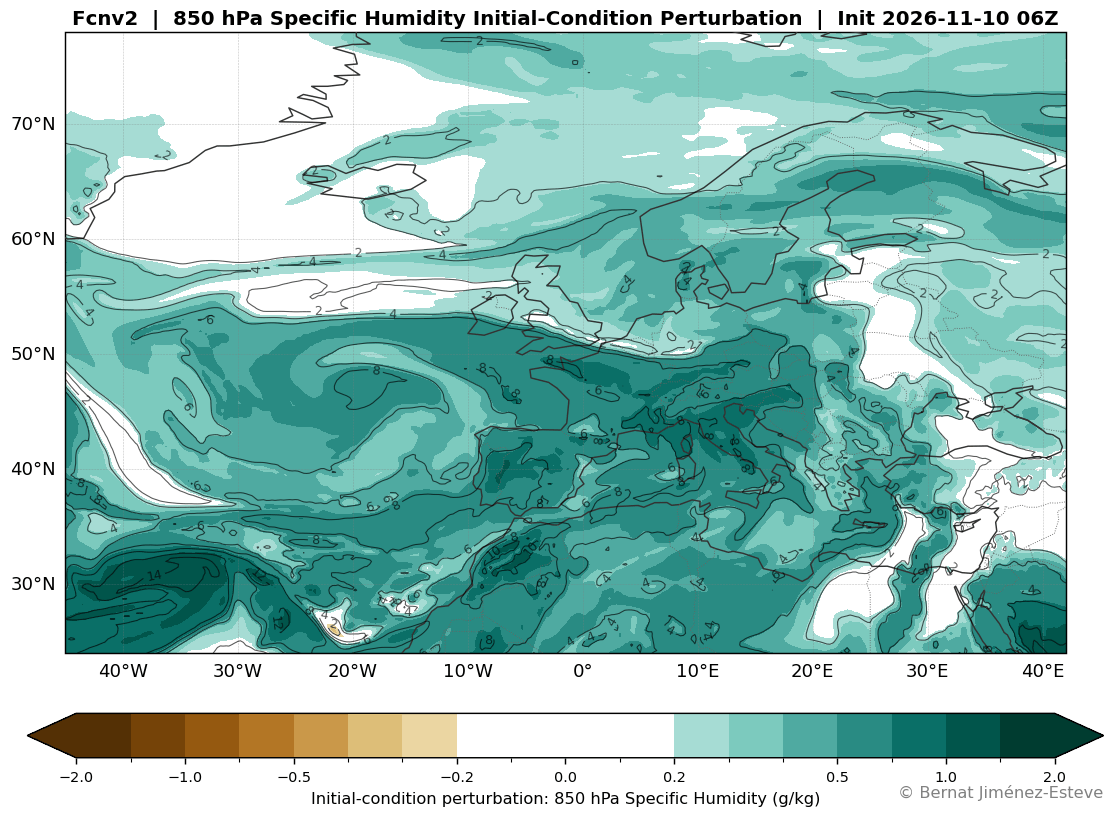 Fcnv2 | 850 hPa Specific Humidity Initial-Condition Perturbation | Init 2026-11-10 06Z
70°N
60°N
50°N
40°N
30°N
40°W 30°W 20°W 10°W 0° 10°E 20°E 30°E 40°E
−2.0 −1.0 −0.5 −0.2 0.0 0.2 0.5 1.0 2.0
Initial-condition perturbation: 850 hPa Specific Humidity (g/kg)
© Bernat Jiménez-Esteve